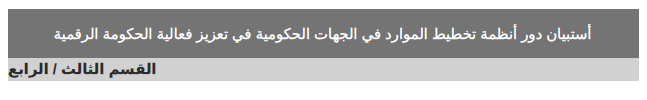 أستبيان دور أنظمة تخطيط الموارد في الجهات الحكومية في تعزيز فعالية الحكومة الرقمية
القسم الثالث / الرابع